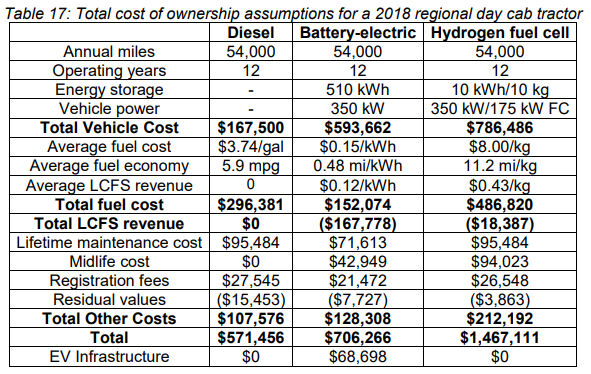 Table 17: Total cost of ownership assumptions for a 2018 regional day cab tractor
Diesel Battery-electric Hydrogen fuel cell
Annual miles 54,000 54,000 54,000
Operating years 12 12 12
Energy storage - 510 kWh 10 kWh/10 kg
Vehicle power - 350 kW 350 kW/175 kW FC
Total Vehicle Cost $167,500 $593,662 $786,486
Average fuel cost $3.74/gal $0.15/kWh $8.00/kg
Average fuel economy 5.9 mpg 0.48 mi/kWh 11.2 mi/kg
Average LCFS revenue 0 $0.12/kWh $0.43/kg
Total fuel cost $296,381 $152,074 $486,820
Total LCFS revenue $0 ($167,778) ($18,387)
Lifetime maintenance cost $95,484 $71,613 $95,484
Midlife cost $0 $42,949 $94,023
Registration fees $27,545 $21,472 $26,548
Residual values ($15,453) ($7,727) ($3,863)
Total Other Costs $107,576 $128,308 $212,192
Total $571,456 $706,266 $1,467,111
EV Infrastructure $0 $68,698 $0